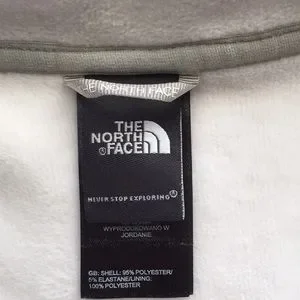 THE NORTH FACE
THE
NORTH
FACE
NEVER STOP EXPLORING
WYPRODUKOWANO W
JORDANIE
GB: SHELL: 95% POLYESTER/
5% ELASTANE/LINING:
100% POLYESTER